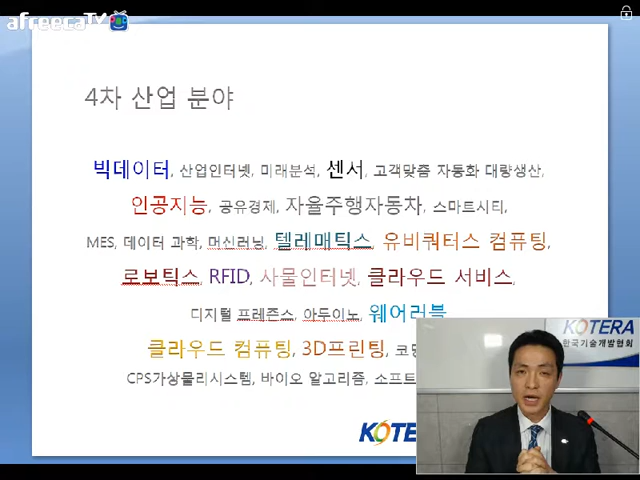 afreecaTV
4차 산업 분야
빅데이터, 산업인터넷, 미래분석, 센서, 고객맞춤 자동화 대량생산,
인공지능, 공유경제, 자율주행자동차, 스마트시티,
MES, 데이터 과학, 머신러닝, 텔레매틱스, 유비쿼터스 컴퓨팅,
로보틱스, RFID, 사물인터넷, 클라우드 서비스,
디지털 프레즌스, 아두이노, 웨어러블
클라우드 컴퓨팅, 3D프린팅,
CPS가상물리시스템, 바이오 알고리즘,
KOTERA
한국기술개발협회